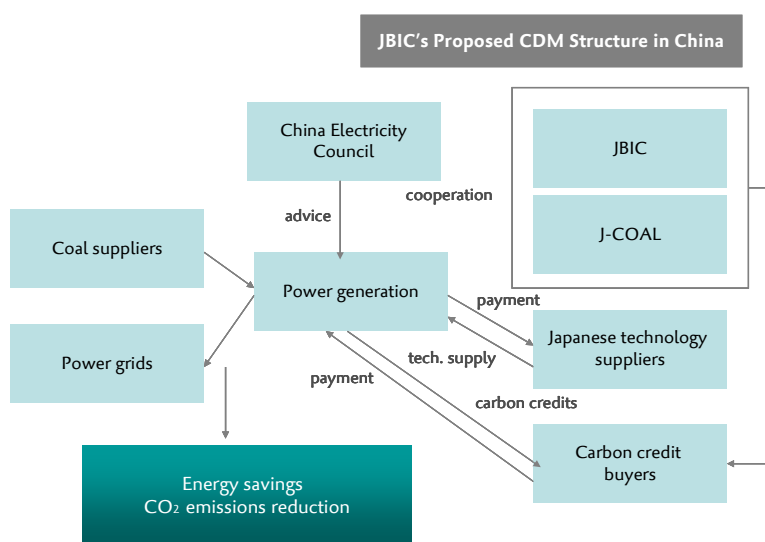 JBIC's Proposed CDM Structure in China
China Electricity
Council
JBIC
cooperation
advice
J-COAL
Coal suppliers
Power generation
payment
Japanese technology
suppliers
Power grids
tech. supply
payment
carbon credits
Carbon credit
buyers
Energy savings
CO₂ emissions reduction